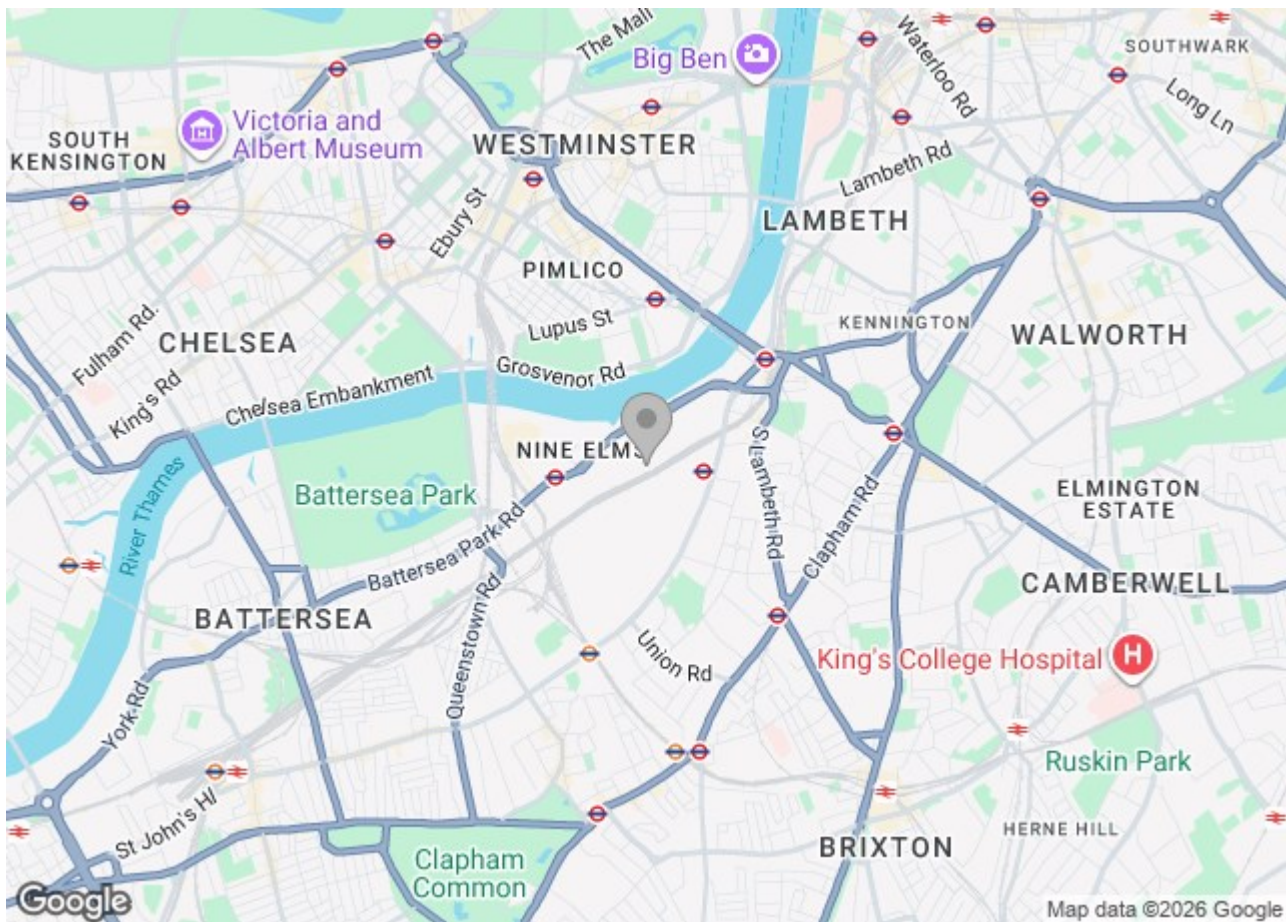 The Mall
Big Ben
Waterloo Rd
SOUTHWARK
Long Ln
Victoria and
Albert Museum
SOUTH
KENSINGTON
WESTMINSTER
Lambeth Rd
Ebury St
LAMBETH
PIMLICO
Lupus St
KENNINGTON
WALWORTH
Fulham Rd.
CHELSEA
Grosvenor Rd
King's Rd
Chelsea Embankment
NINE ELMS
S Lambeth Rd
Clapham Rd
ELMINGTON
ESTATE
River Thames
Battersea Park
Battersea Park Rd
CAMBERWELL
BATTERSEA
Queenstown Rd
Union Rd
King's College Hospital
H
York Rd
Ruskin Park
St John's Hl
HERNE HILL
BRIXTON
Clapham
Common
Google
Map data ©2026 Google